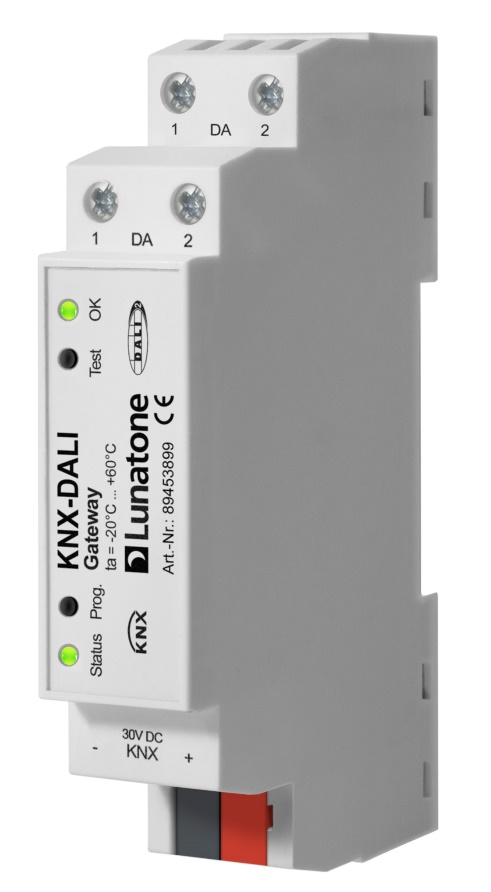 1 DA 2
1 DA 2
OK
Test
DALI 2
KNX-DALI
Gateway
ta = -20°C ... +60°C
Lunatone
CE
Art.-Nr.: 89453899
Prog.
Status
KNX
30V DC
- KNX +